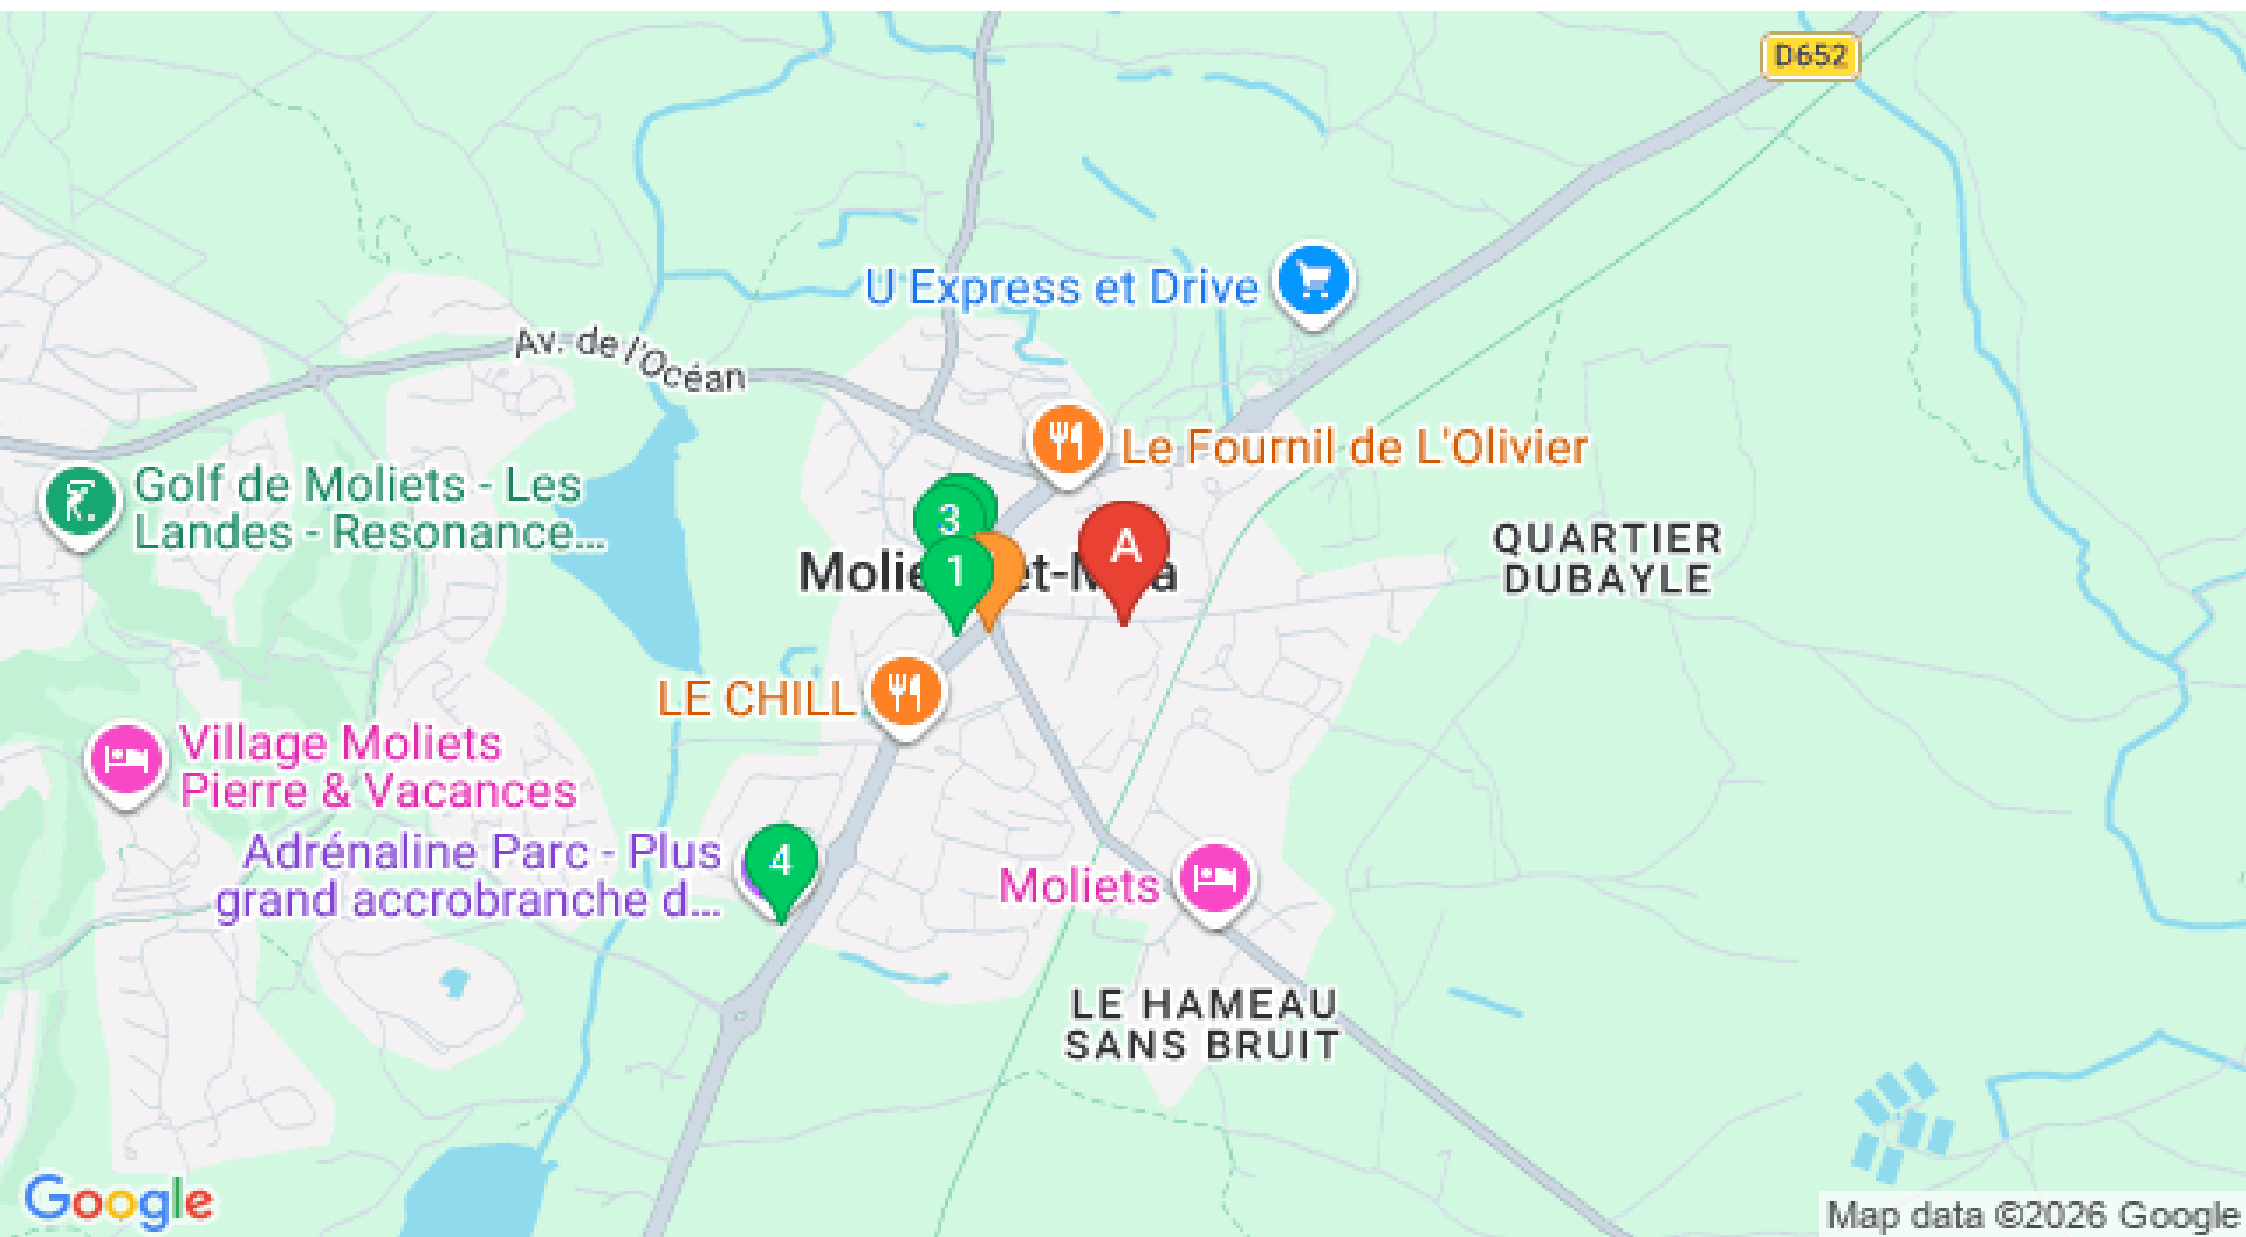 D652
U Express et Drive
Av. de l'Océan
Le Fournil de L'Olivier
Golf de Moliets - Les
Landes - Resonance...
3
A
1
QUARTIER
DUBAYLE
LE CHILL
Village Moliets
Pierre & Vacances
Adrénaline Parc - Plus
grand accrobranche d...
4
Moliets
LE HAMEAU
SANS BRUIT
Google
Map data ©2026 Google